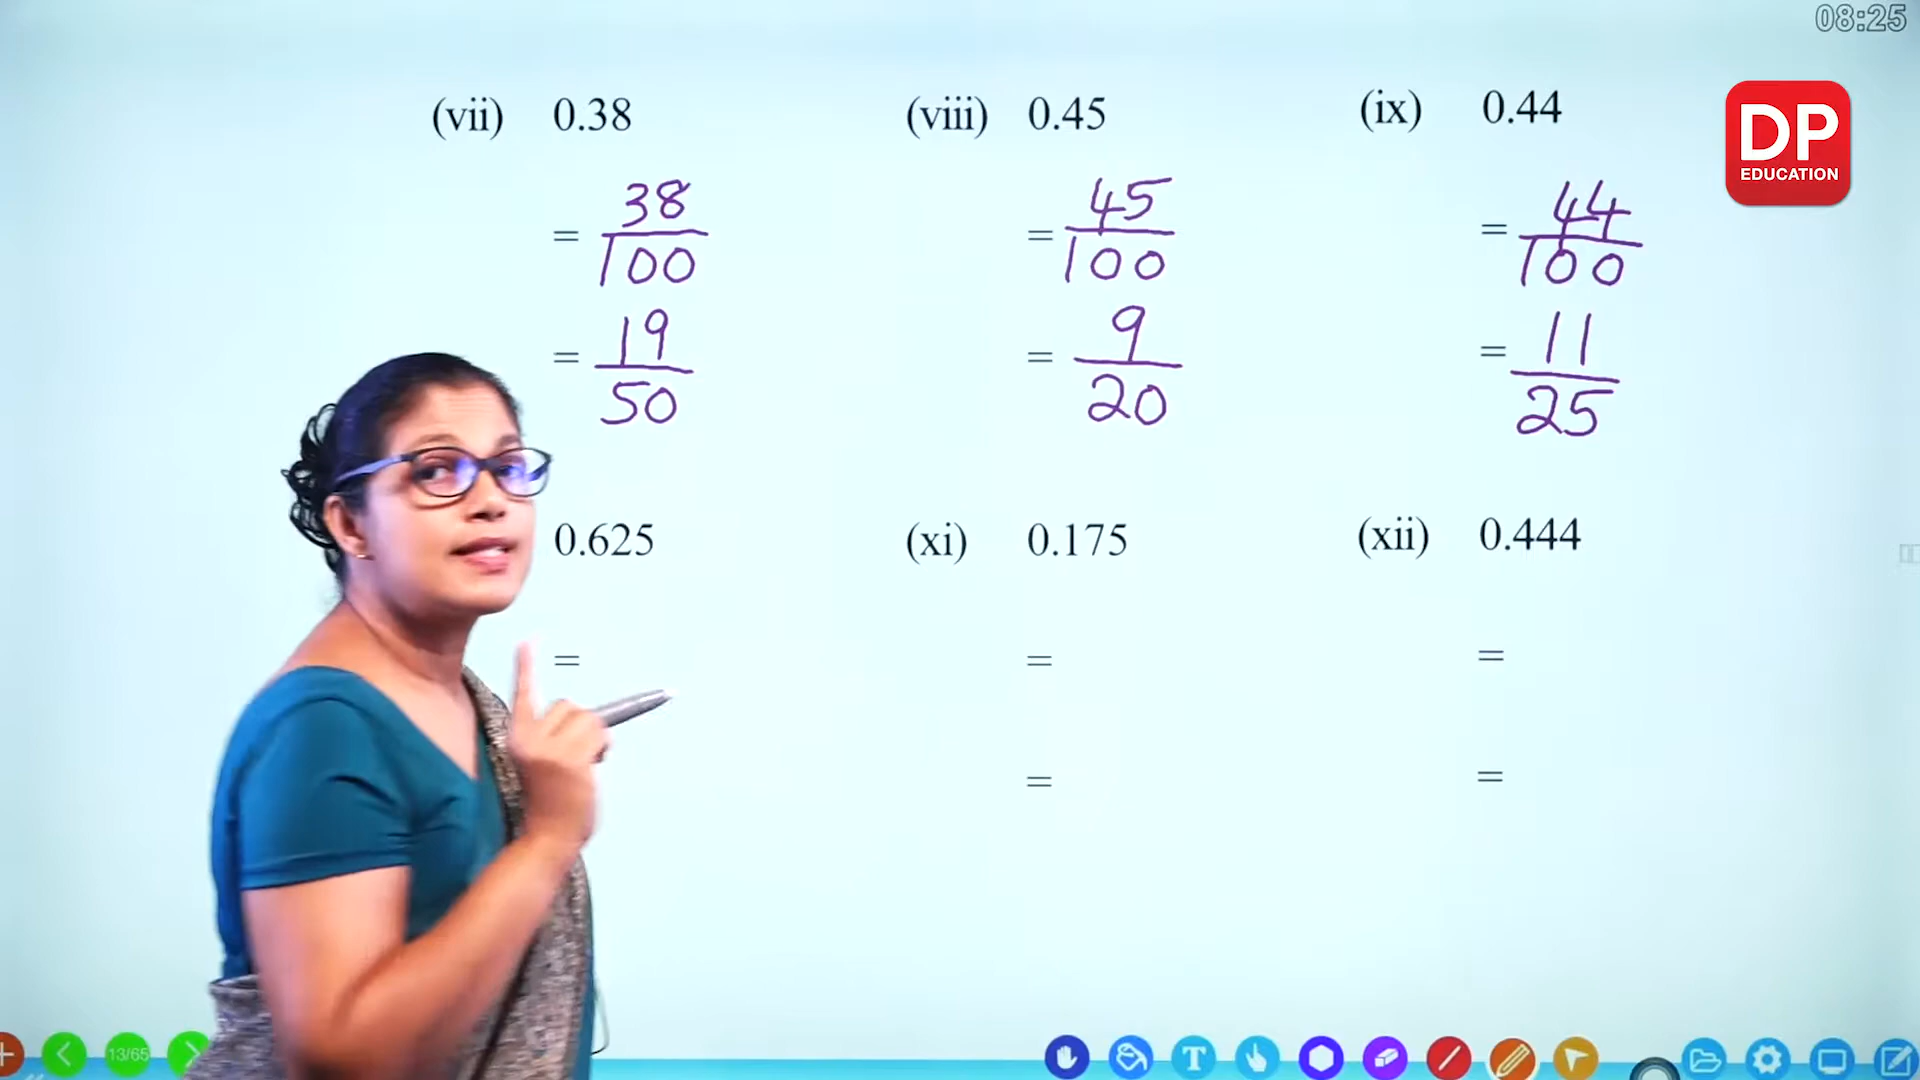 08:25
DP
EDUCATION
(vii) 0.38
(viii) 0.45
(ix) 0.44
= 38/100
= 45/100
= 44/100
= 19/50
= 9/20
= 11/25
0.625
(xi) 0.175
(xii) 0.444
=
=
=
=
=
13/65
T